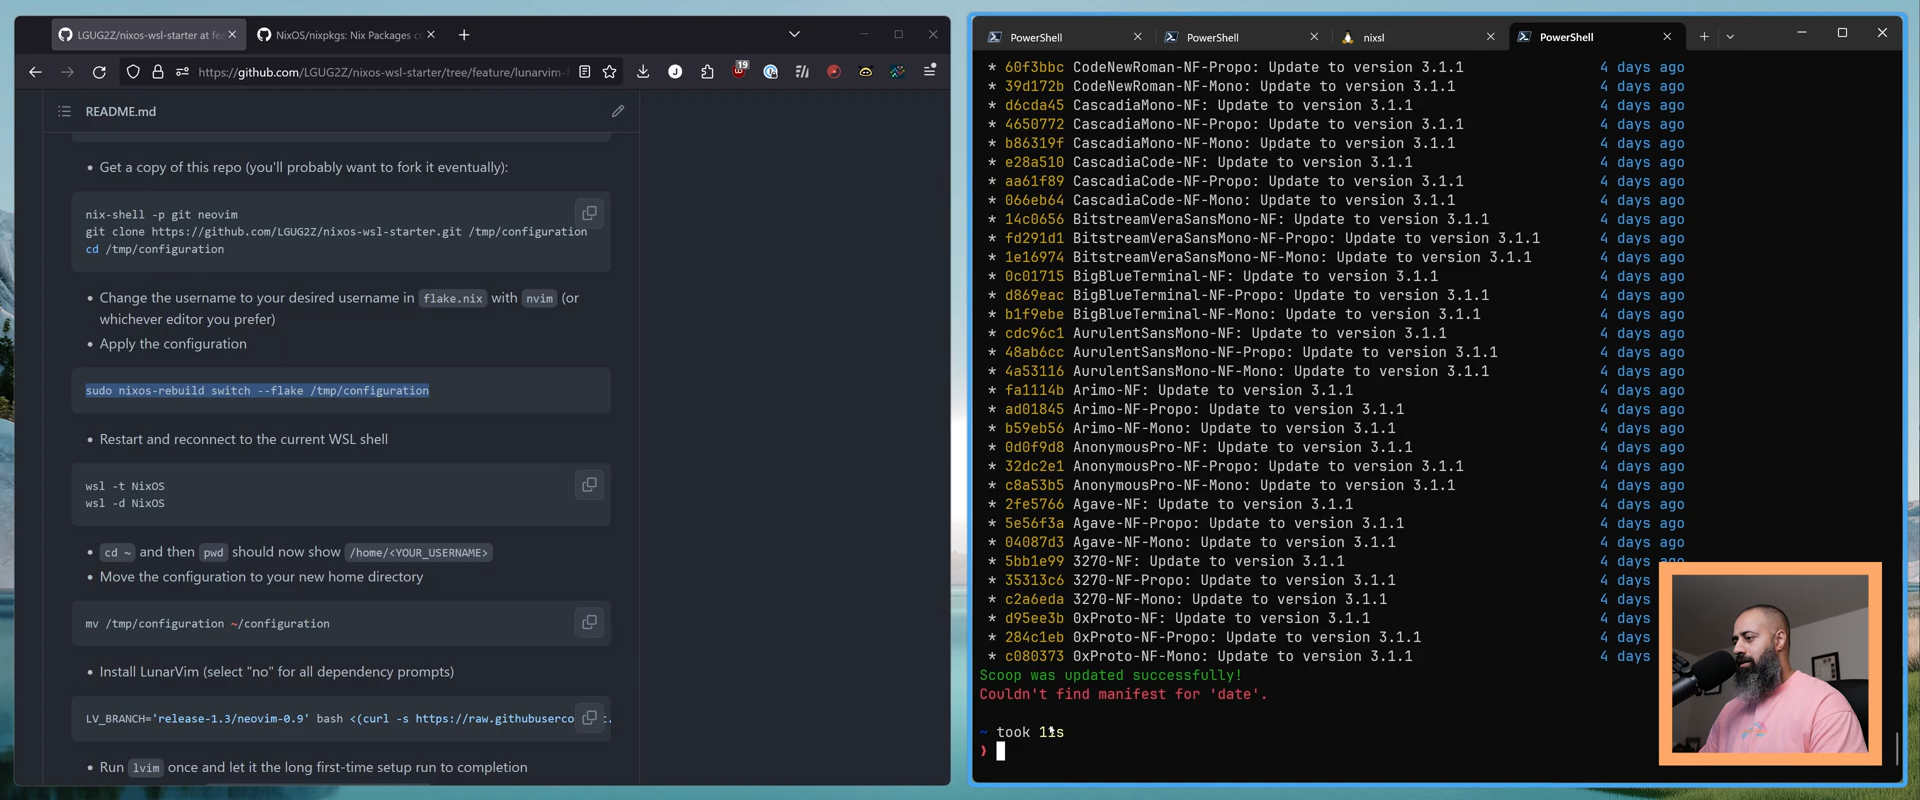 LGUG2Z/nixos-wsl-starter at fea
NixOS/nixpkgs: Nix Packages c
https://github.com/LGUG2Z/nixos-wsl-starter/tree/feature/lunarvim-f
19
README.md
Get a copy of this repo (you'll probably want to fork it eventually):
nix-shell -p git neovim
git clone https://github.com/LGUG2Z/nixos-wsl-starter.git /tmp/configuration
cd /tmp/configuration
Change the username to your desired username in flake.nix with nvim (or
whichever editor you prefer)
Apply the configuration
sudo nixos-rebuild switch --flake /tmp/configuration
Restart and reconnect to the current WSL shell
wsl -t NixOS
wsl -d NixOS
cd ~ and then pwd should now show /home/<YOUR_USERNAME>
Move the configuration to your new home directory
mv /tmp/configuration ~/configuration
Install LunarVim (select "no" for all dependency prompts)
LV_BRANCH='release-1.3/neovim-0.9' bash <(curl -s https://raw.githubuserco
Run lvim once and let it the long first-time setup run to completion
PowerShell
PowerShell
nixsl
PowerShell
* 60f3bbc CodeNewRoman-NF-Propo: Update to version 3.1.1 4 days ago
* 39d172b CodeNewRoman-NF-Mono: Update to version 3.1.1 4 days ago
* d6cda45 CascadiaMono-NF: Update to version 3.1.1 4 days ago
* 4650772 CascadiaMono-NF-Propo: Update to version 3.1.1 4 days ago
* b86319f CascadiaMono-NF-Mono: Update to version 3.1.1 4 days ago
* e28a510 CascadiaCode-NF: Update to version 3.1.1 4 days ago
* aa61f89 CascadiaCode-NF-Propo: Update to version 3.1.1 4 days ago
* 066eb64 CascadiaCode-NF-Mono: Update to version 3.1.1 4 days ago
* 14c0656 BitstreamVeraSansMono-NF: Update to version 3.1.1 4 days ago
* fd291d1 BitstreamVeraSansMono-NF-Propo: Update to version 3.1.1 4 days ago
* 1e16974 BitstreamVeraSansMono-NF-Mono: Update to version 3.1.1 4 days ago
* 0c01715 BigBlueTerminal-NF: Update to version 3.1.1 4 days ago
* d869eac BigBlueTerminal-NF-Propo: Update to version 3.1.1 4 days ago
* b1f9ebe BigBlueTerminal-NF-Mono: Update to version 3.1.1 4 days ago
* cdc96c1 AurulentSansMono-NF: Update to version 3.1.1 4 days ago
* 48ab6cc AurulentSansMono-NF-Propo: Update to version 3.1.1 4 days ago
* 4a53116 AurulentSansMono-NF-Mono: Update to version 3.1.1 4 days ago
* fa1114b Arimo-NF: Update to version 3.1.1 4 days ago
* ad01845 Arimo-NF-Propo: Update to version 3.1.1 4 days ago
* b59eb56 Arimo-NF-Mono: Update to version 3.1.1 4 days ago
* 0d0f9d8 AnonymousPro-NF: Update to version 3.1.1 4 days ago
* 32dc2e1 AnonymousPro-NF-Propo: Update to version 3.1.1 4 days ago
* c8a53b5 AnonymousPro-NF-Mono: Update to version 3.1.1 4 days ago
* 2fe5766 Agave-NF: Update to version 3.1.1 4 days ago
* 5e56f3a Agave-NF-Propo: Update to version 3.1.1 4 days ago
* 04087d3 Agave-NF-Mono: Update to version 3.1.1 4 days ago
* 5bb1e99 3270-NF: Update to version 3.1.1 4 days ago
* 35313c6 3270-NF-Propo: Update to version 3.1.1 4 days
* c2a6eda 3270-NF-Mono: Update to version 3.1.1 4 days
* d95ee3b 0xProto-NF: Update to version 3.1.1 4 days
* 284c1eb 0xProto-NF-Propo: Update to version 3.1.1 4 days
* c080373 0xProto-NF-Mono: Update to version 3.1.1 4 days
Scoop was updated successfully!
Couldn't find manifest for 'date'.
~ took
❯